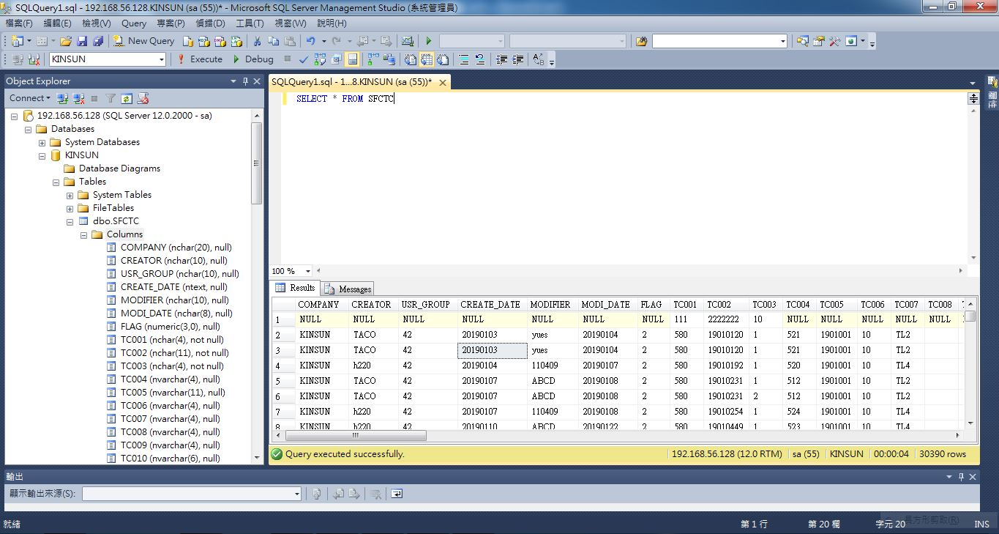 SQLQuery1.sql - 192.168.56.128.KINSUN (sa (55))* - Microsoft SQL Server Management Studio (系統管理員)
檔案(F) 編輯(E) 檢視(V) Query 專案(P) 偵錯(D) 工具(T) 視窗(W) 說明(H)
New Query
KINSUN Execute Debug
Object Explorer
Connect
192.168.56.128 (SQL Server 12.0.2000 - sa)
Databases
System Databases
KINSUN
Database Diagrams
Tables
System Tables
FileTables
dbo.SFCTC
Columns
COMPANY (nchar(20), null)
CREATOR (nchar(10), null)
USR_GROUP (nchar(10), null)
CREATE_DATE (ntext, null)
MODIFIER (nchar(10), null)
MODI_DATE (nchar(8), null)
FLAG (numeric(3,0), null)
TC001 (nchar(4), not null)
TC002 (nchar(11), not null)
TC003 (nchar(4), not null)
TC004 (nvarchar(4), null)
TC005 (nvarchar(11), null)
TC006 (nvarchar(4), null)
TC007 (nvarchar(4), null)
TC008 (nvarchar(4), null)
TC009 (nvarchar(4), null)
TC010 (nvarchar(6), null)
SQLQuery1.sql - 1...8.KINSUN (sa (55))*
SELECT * FROM SFCTC
100 %
Results Messages
COMPANY CREATOR USR_GROUP CREATE_DATE MODIFIER MODI_DATE FLAG TC001 TC002 TC003 TC004 TC005 TC006 TC007 TC008
1 NULL NULL NULL NULL NULL NULL NULL 111 2222222 10 NULL NULL NULL NULL NULL
2 KINSUN TACO 42 20190103 yues 20190104 2 580 19010120 1 521 1901001 10 TL2
3 KINSUN TACO 42 20190103 yues 20190104 2 580 19010120 1 521 1901001 10 TL2
4 KINSUN h220 42 20190104 110409 20190107 2 580 19010192 1 520 1901001 10 TL4
5 KINSUN TACO 42 20190107 ABCD 20190108 2 580 19010231 1 512 1901001 10 TL2
6 KINSUN TACO 42 20190107 ABCD 20190108 2 580 19010231 2 512 1901001 10 TL2
7 KINSUN h220 42 20190107 110409 20190108 2 580 19010254 1 524 1901001 10 TL4
8 KINSUN h220 42 20190110 ABCD 20190122 2 580 19010449 1 523 1901001 10 TL4
Query executed successfully. 192.168.56.128 (12.0 RTM) sa (55) KINSUN 00:00:04 30390 rows
輸出
顯示輸出來源(S):
就緒 第 1 行 第 20 欄 字元 20 長方形剪取(R) INS